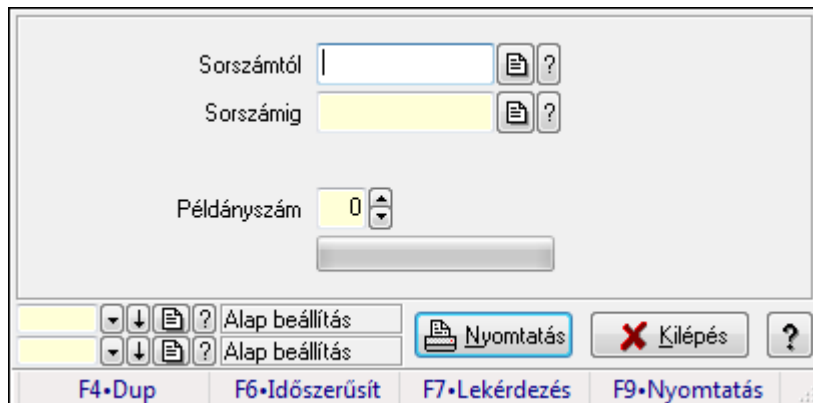 Sorszámtól ?
Sorszámig ?
Példányszám 0
? Alap beállítás
? Alap beállítás
Nyomtatás Kilépés ?
F4•Dup F6•Időszerűsít F7•Lekérdezés F9•Nyomtatás